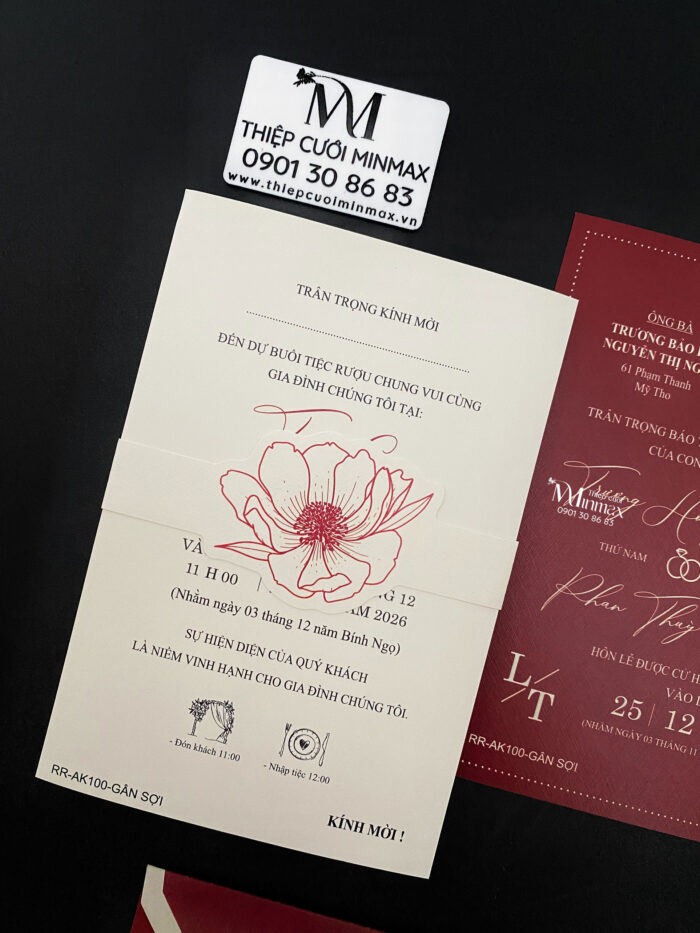 THIỆP CƯỚI MINMAX
0901 30 86 83
www.thiepcuoiminmax.vn
TRÂN TRỌNG KÍNH MỜI
ĐẾN DỰ BUỔI TIỆC RƯỢU CHUNG VUI CÙNG
GIA ĐÌNH CHÚNG TÔI TẠI:
11 H 00
12
2026
(Nhằm ngày 03 tháng 12 năm Bính Ngọ)
SỰ HIỆN DIỆN CỦA QUÝ KHÁCH
LÀ NIỀM VINH HẠNH CHO GIA ĐÌNH CHÚNG TÔI.
- Đón khách 11:00
- Nhập tiệc 12:00
RR-AK100-GÂN SỢI
KÍNH MỜI !
ÔNG BÀ
TRƯƠNG BẢO
NGUYỄN THỊ
61 Phạm Thanh
Mỹ Tho
TRÂN TRỌNG BÁO
CỦA CON
Thiệp cưới
Minmax
0901 30 86 83
THỨ NAM
Phan Thùy
HÔN LỄ ĐƯỢC CỬ
VÀO
L/T
25 | 12
(NHẰM NGÀY 03 THÁNG 11
RR-AK100-GÂN SỢI